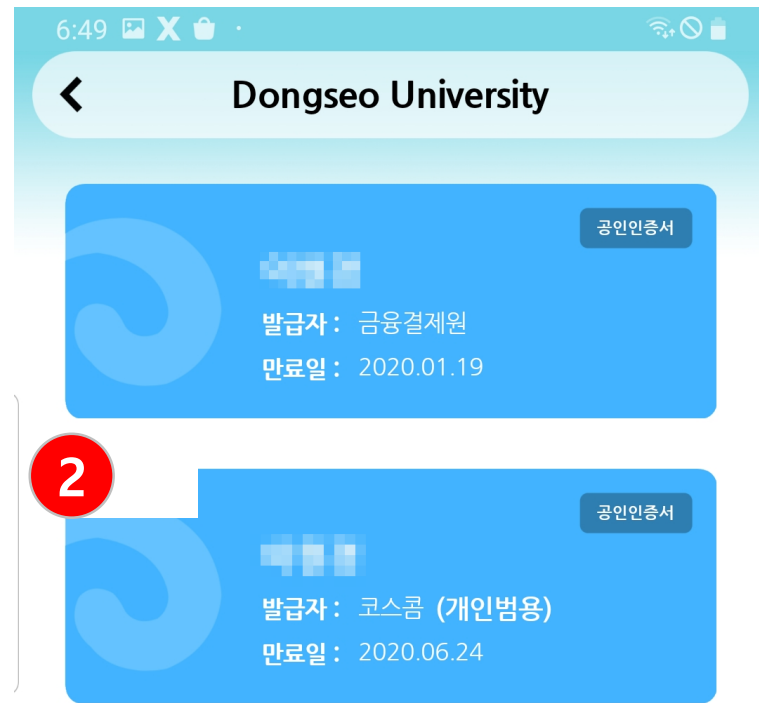 6:49
Dongseo University
공인인증서
발급자 : 금융결제원
만료일 : 2020.01.19
2
공인인증서
발급자 : 코스콤 (개인범용)
만료일 : 2020.06.24